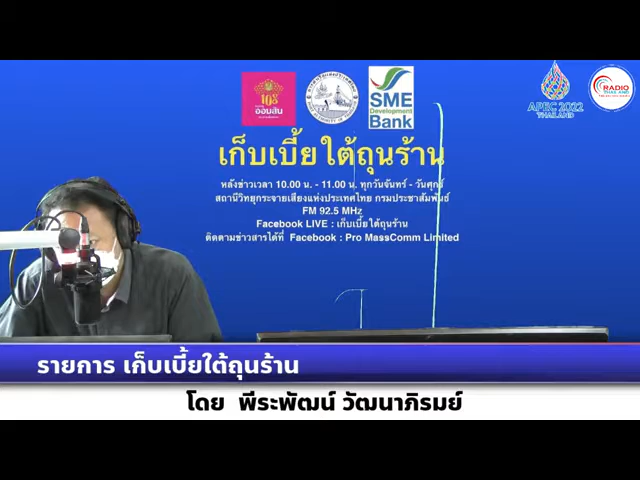 108
ออมสิน
SME
Development
Bank
APEC 2022
THAILAND
RADIO
THAILAND
เก็บเบี้ยใต้ถุนร้าน
หลังข่าวเวลา 10.00 น. - 11.00 น. ทุกวันจันทร์ - วันศุกร์
สถานีวิทยุกระจายเสียงแห่งประเทศไทย กรมประชาสัมพันธ์
FM 92.5 MHz
Facebook LIVE : เก็บเบี้ยใต้ถุนร้าน
ติดตามข่าวสารได้ที่ Facebook : Pro MassComm Limited
รายการ เก็บเบี้ยใต้ถุนร้าน
โดย พีระพัฒน์ วัฒนาภิรมย์